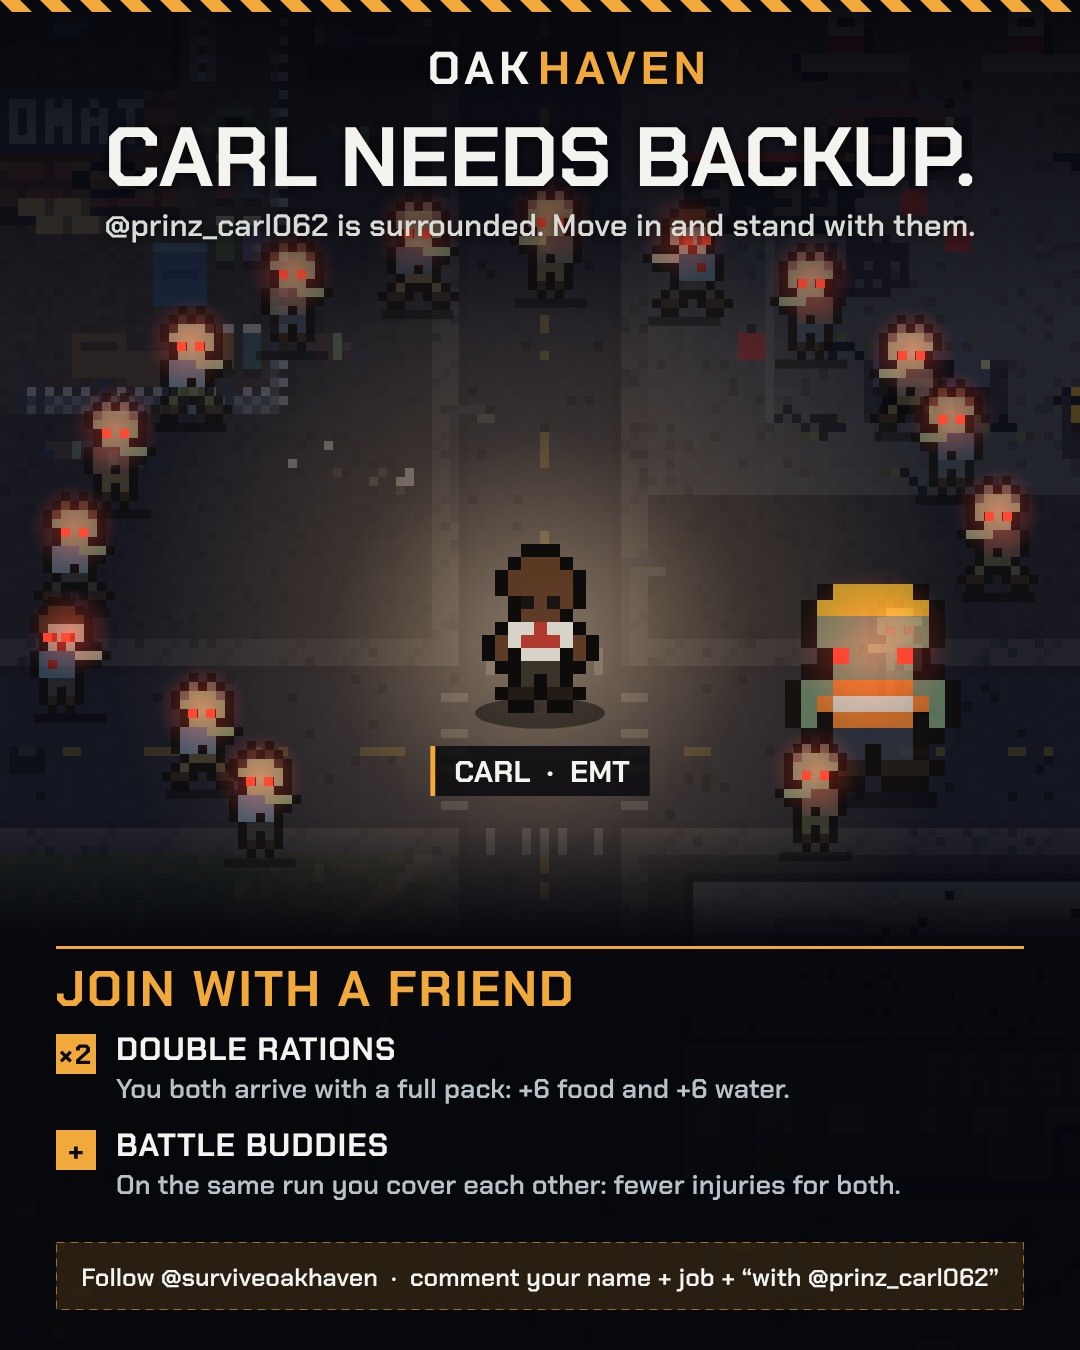 OAKHAVEN
CARL NEEDS BACKUP.
@prinz_carl062 is surrounded. Move in and stand with them.
OMAT
CARL · EMT
JOIN WITH A FRIEND
×2 DOUBLE RATIONS
You both arrive with a full pack: +6 food and +6 water.
+ BATTLE BUDDIES
On the same run you cover each other: fewer injuries for both.
Follow @surviveoakhaven · comment your name + job + “with @prinz_carl062”